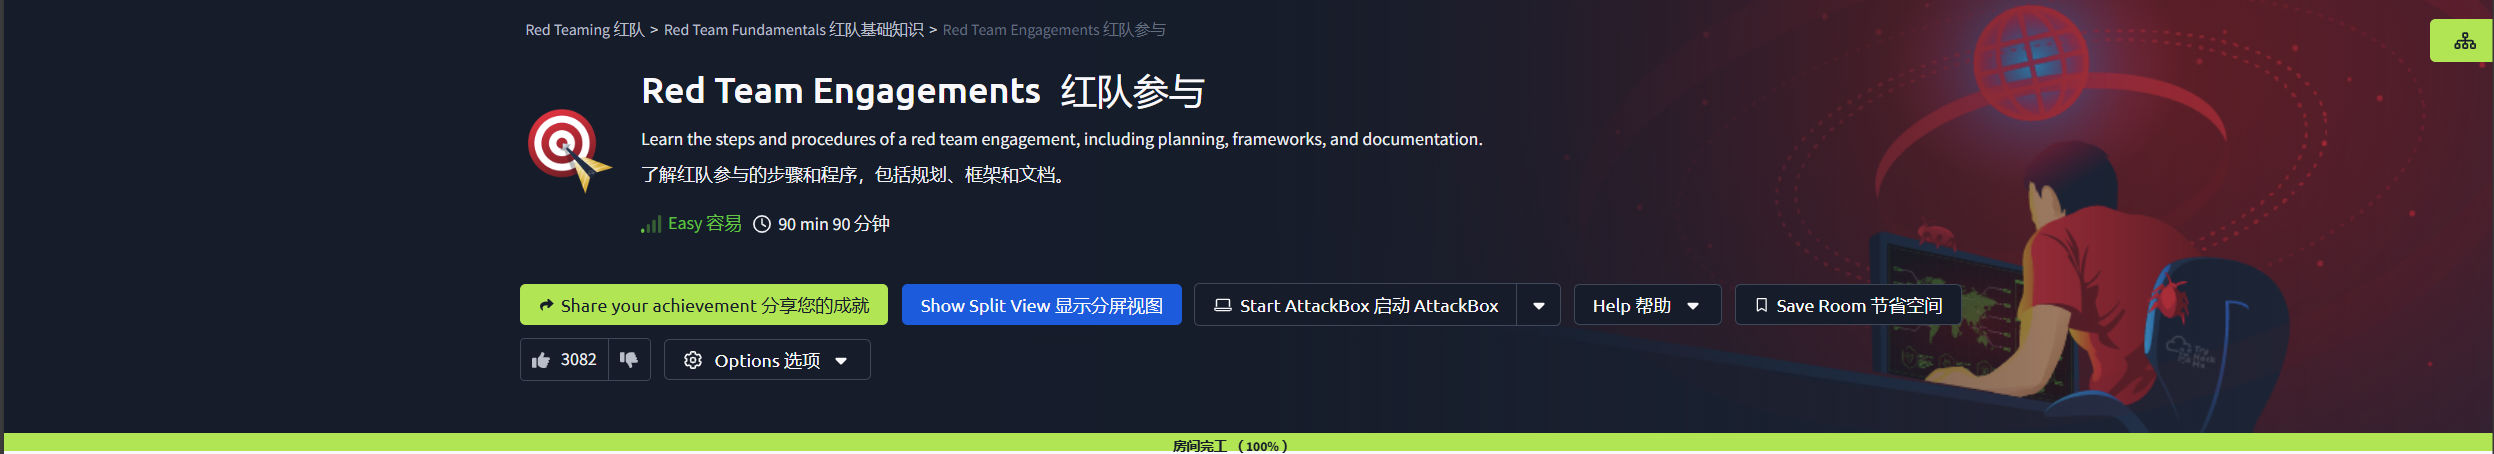 Red Teaming 红队 > Red Team Fundamentals 红队基础知识 > Red Team Engagements 红队参与
Red Team Engagements 红队参与
Learn the steps and procedures of a red team engagement, including planning, frameworks, and documentation.
了解红队参与的步骤和程序，包括规划、框架和文档。
Easy 容易 90 min 90 分钟
Share your achievement 分享您的成就 Show Split View 显示分屏视图 Start AttackBox 启动 AttackBox Help 帮助 Save Room 节省空间
3082 Options 选项
Try
Hack
Me
房间完工 （ 100% ）